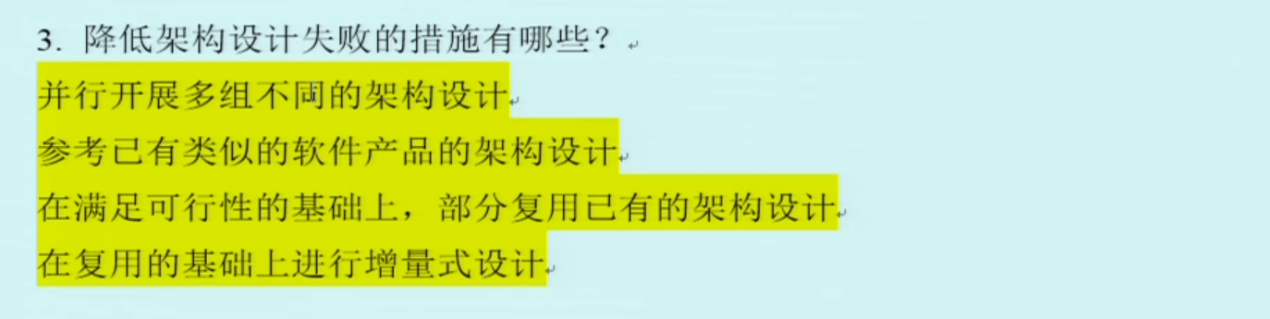 3. 降低架构设计失败的措施有哪些？
并行开展多组不同的架构设计
参考已有类似的软件产品的架构设计
在满足可行性的基础上，部分复用已有的架构设计
在复用的基础上进行增量式设计